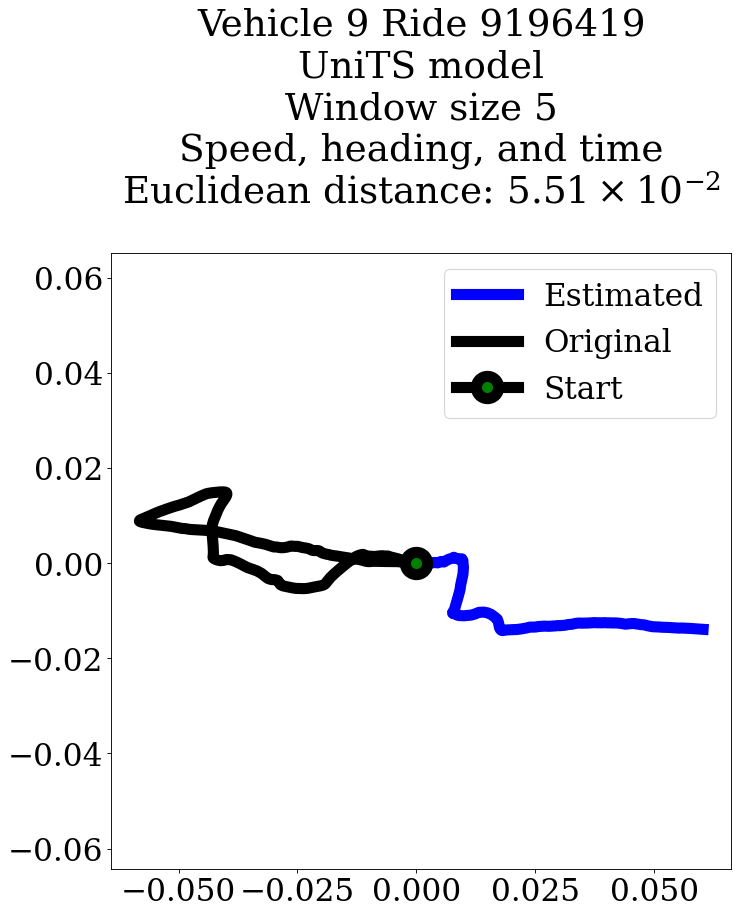 Vehicle 9 Ride 9196419
UniTS model
Window size 5
Speed, heading, and time
Euclidean distance: 5.51 × 10⁻²
Estimated
Original
Start
0.06
0.04
0.02
0.00
−0.02
−0.04
−0.06
−0.050 −0.025 0.000 0.025 0.050